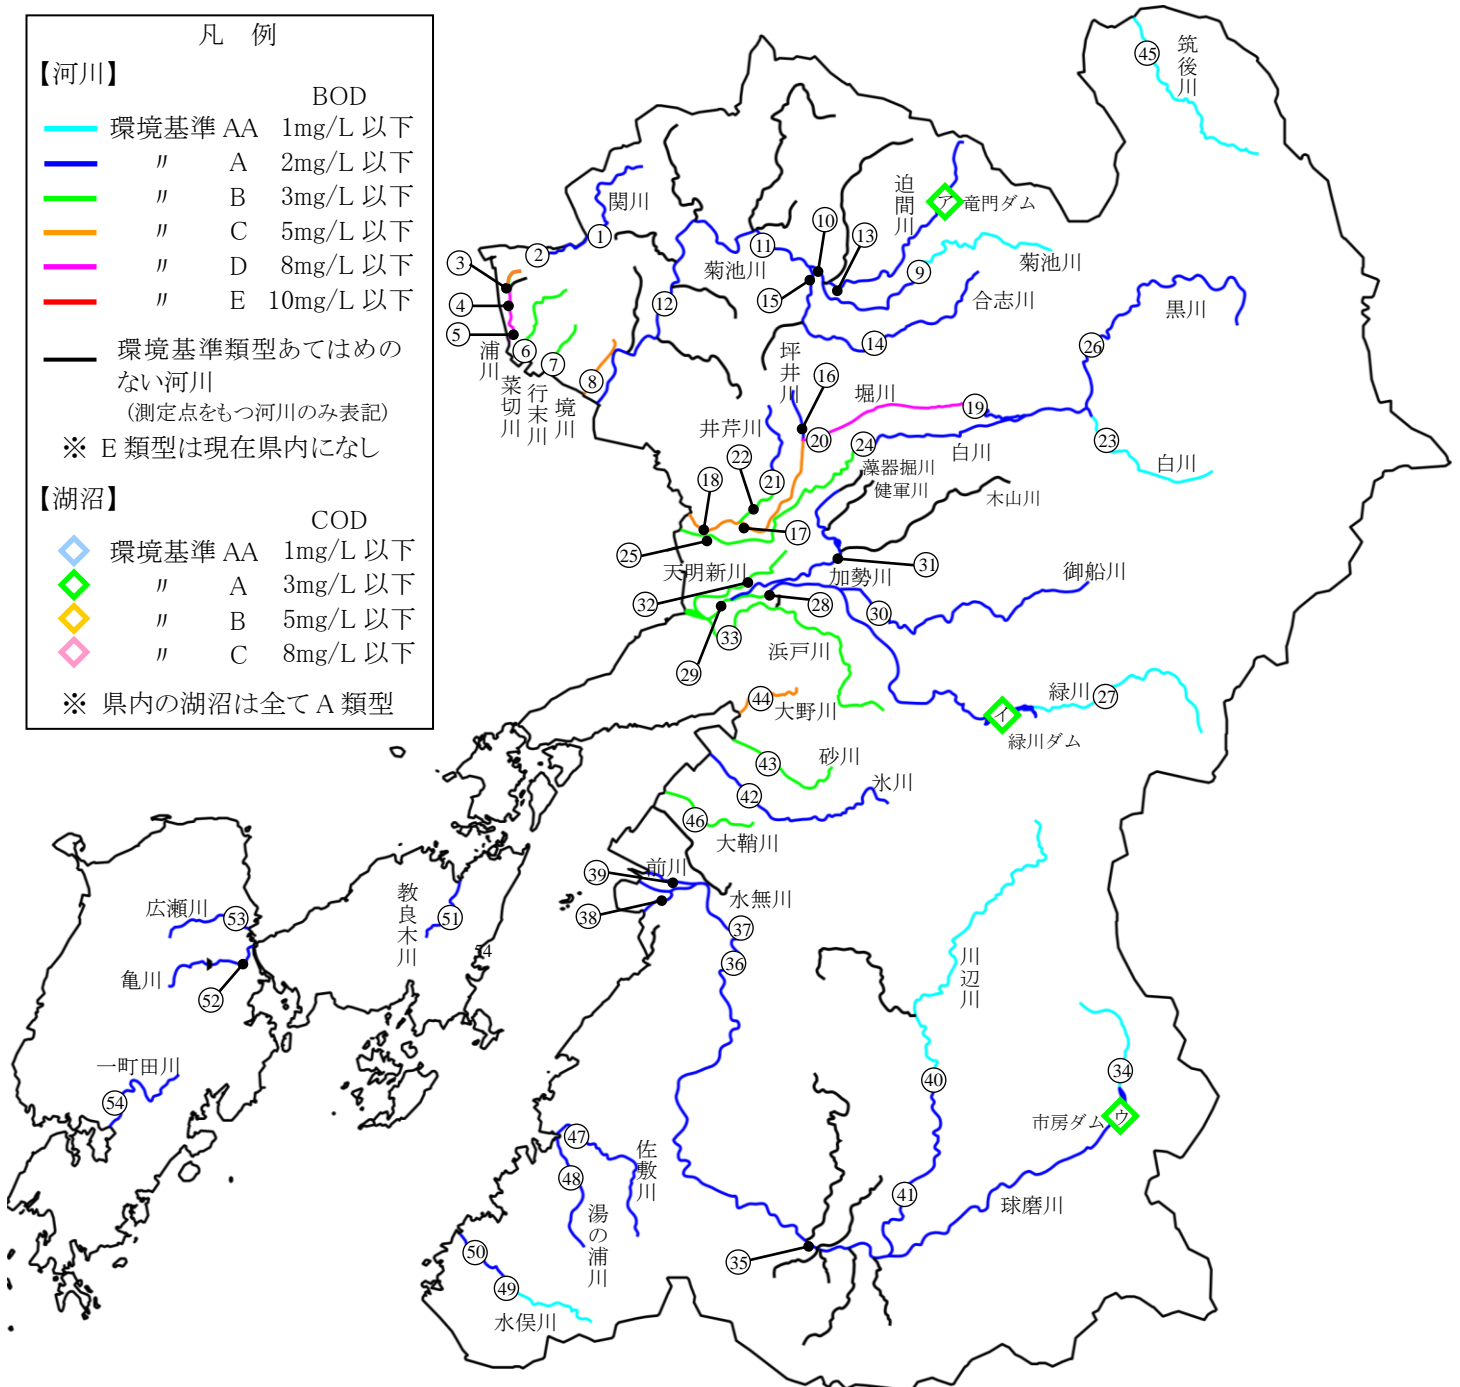 凡 例
【河川】
BOD
環境基準 AA 1mg/L 以下
〃 A 2mg/L 以下
〃 B 3mg/L 以下
〃 C 5mg/L 以下
〃 D 8mg/L 以下
〃 E 10mg/L 以下
環境基準類型あてはめの
ない河川
(測定点をもつ河川のみ表記)
※ E 類型は現在県内になし
【湖沼】
COD
環境基準 AA 1mg/L 以下
〃 A 3mg/L 以下
〃 B 5mg/L 以下
〃 C 8mg/L 以下
※ 県内の湖沼は全て A 類型
㊺
筑後川
関川
①
②
③
④
⑤
⑥
⑦
⑧
浦川
菜切川
行末川
境川
迫間川
ア
竜門ダム
⑩
⑬
⑪
菊池川
⑨
菊池川
⑮
⑫
合志川
⑭
黒川
㉖
坪井川
⑯
堀川
⑲
井芹川
⑳
㉔
白川
㉓
白川
㉒
㉑
藻器堀川
健軍川
木山川
⑱
⑰
㉕
天明新川
加勢川
㉛
御船川
㉜
㉘
㉚
㉝
浜戸川
㉙
㊹
大野川
緑川
㉗
イ
緑川ダム
㊸
砂川
㊷
氷川
㊻
大鞘川
前川
㊴
㊳
水無川
㊲
㊱
教良木川
㊿+1
広瀬川
53
51
54
亀川
52
川辺川
一町田川
54
㊵
㉞
市房ダム
ウ
㊼
佐敷川
㊽
湯の浦川
㊶
球磨川
㉟
㊿
㊾
水俣川